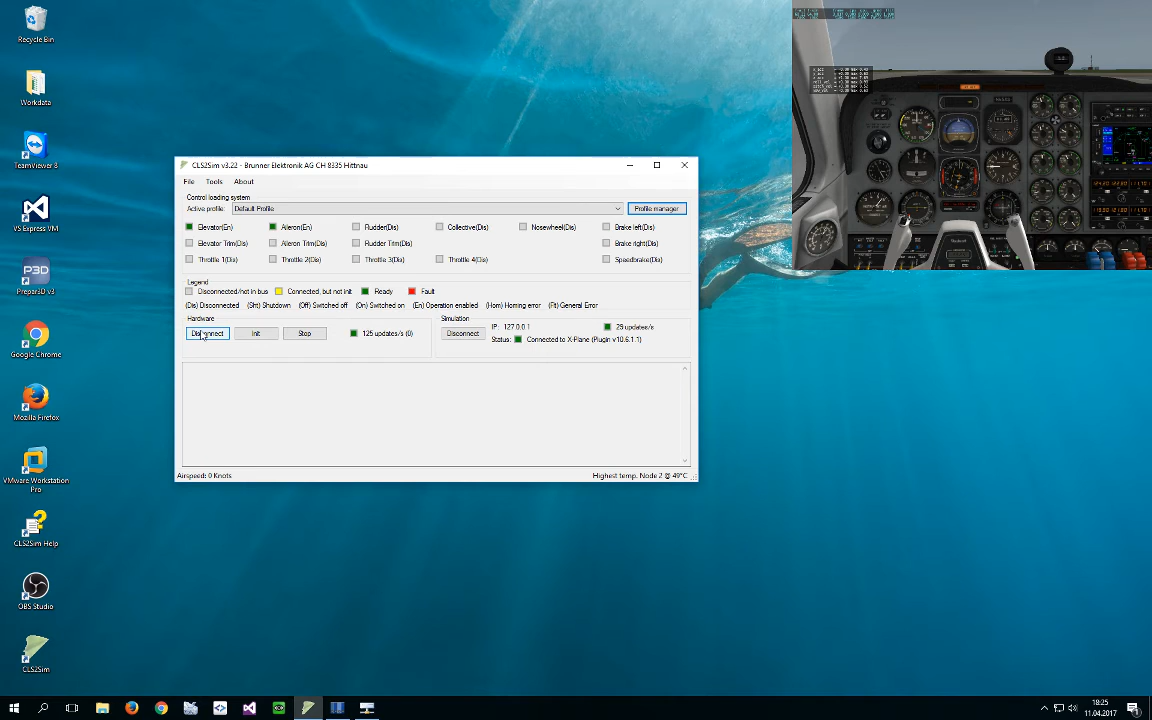 Recycle Bin
Workdata
TeamViewer 8
VS Express VM
Prepar3D v3
Google Chrome
Mozilla Firefox
VMware Workstation
Pro
CLS2Sim Help
OBS Studio
CLS2Sim
CLS2Sim v3.22 - Brunner Elektronik AG CH 8335 Hittnau
File Tools About
Control loading system
Active profile: Default Profile Profile manager
Elevator(En) Aileron(En) Rudder(Dis) Collective(Dis) Nosewheel(Dis) Brake left(Dis)
Elevator Trim(Dis) Aileron Trim(Dis) Rudder Trim(Dis) Brake right(Dis)
Throttle 1(Dis) Throttle 2(Dis) Throttle 3(Dis) Throttle 4(Dis) Speedbrake(Dis)
Legend
Disconnected/not in bus Connected, but not init Ready Fault
(Dis) Disconnected (Sht) Shutdown (Off) Switched off (On) Switched on (En) Operation enabled (Hom) Homing error (Flt) General Error
Hardware
Disconnect Init Stop 125 updates/s (0)
Simulation
Disconnect IP: 127.0.0.1 25 updates/s
Status: Connected to X-Plane (Plugin v10.6.1.1)
Airspeed: 0 Knots Highest temp. Node 2 @ 49°C
18:25
11.04.2017